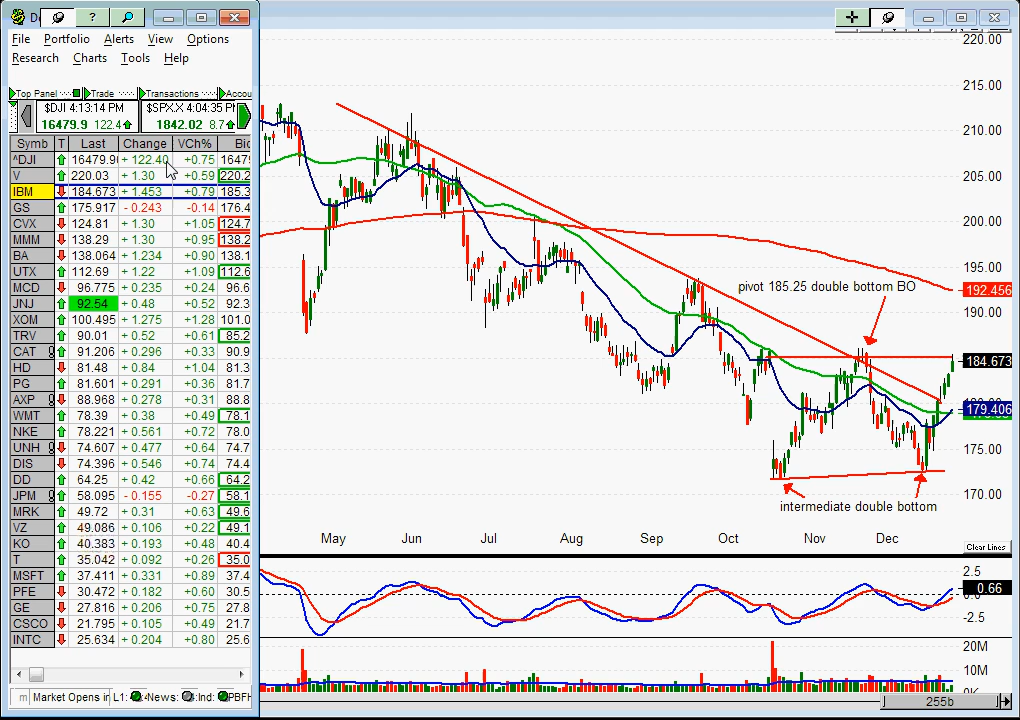 D
?
File Portfolio Alerts View Options
Research Charts Tools Help
Top Panel Trade Transactions Accou
$DJI 4:13:14 PM $SPX.X 4:04:35 PM
16479.9 122.4 1842.02 8.7
Symb T Last Change VCh% Bid
^DJI 16479.9 + 122.40 +0.75 1647
V 220.03 + 1.30 +0.59 220.2
IBM 184.673 + 1.453 +0.79 185.3
GS 175.917 - 0.243 -0.14 176.4
CVX 124.81 + 1.30 +1.05 124.7
MMM 138.29 + 1.30 +0.95 138.2
BA 138.064 + 1.234 +0.90 138.1
UTX 112.69 + 1.22 +1.09 112.6
MCD 96.775 + 0.235 +0.24 96.6
JNJ 92.54 + 0.48 +0.52 92.3
XOM 100.495 + 1.275 +1.28 101.0
TRV 90.01 + 0.52 +0.61 85.2
CAT 91.206 + 0.296 +0.33 90.9
HD 81.48 + 0.84 +1.04 81.3
PG 81.601 + 0.291 +0.36 81.7
AXP 88.968 + 0.278 +0.31 88.8
WMT 78.39 + 0.38 +0.49 78.1
NKE 78.221 + 0.561 +0.72 78.0
UNH 74.607 + 0.477 +0.64 74.7
DIS 74.396 + 0.546 +0.74 74.4
DD 64.25 + 0.42 +0.66 64.2
JPM 58.095 - 0.155 -0.27 58.1
MRK 49.72 + 0.31 +0.63 49.6
VZ 49.086 + 0.106 +0.22 49.1
KO 40.383 + 0.193 +0.48 40.4
T 35.042 + 0.092 +0.26 35.0
MSFT 37.411 + 0.331 +0.89 37.4
PFE 30.472 + 0.182 +0.60 30.5
GE 27.816 + 0.206 +0.75 27.8
CSCO 21.795 + 0.105 +0.49 21.7
INTC 25.634 + 0.204 +0.80 25.6
m Market Opens in L1: News: Ind: PBFH
220.00
215.00
210.00
205.00
200.00
195.00
pivot 185.25 double bottom BO
192.456
190.00
184.673
179.406
175.00
170.00
intermediate double bottom
May Jun Jul Aug Sep Oct Nov Dec
Clear Lines
2.5
0.66
-2.5
20M
10M
0K
255b